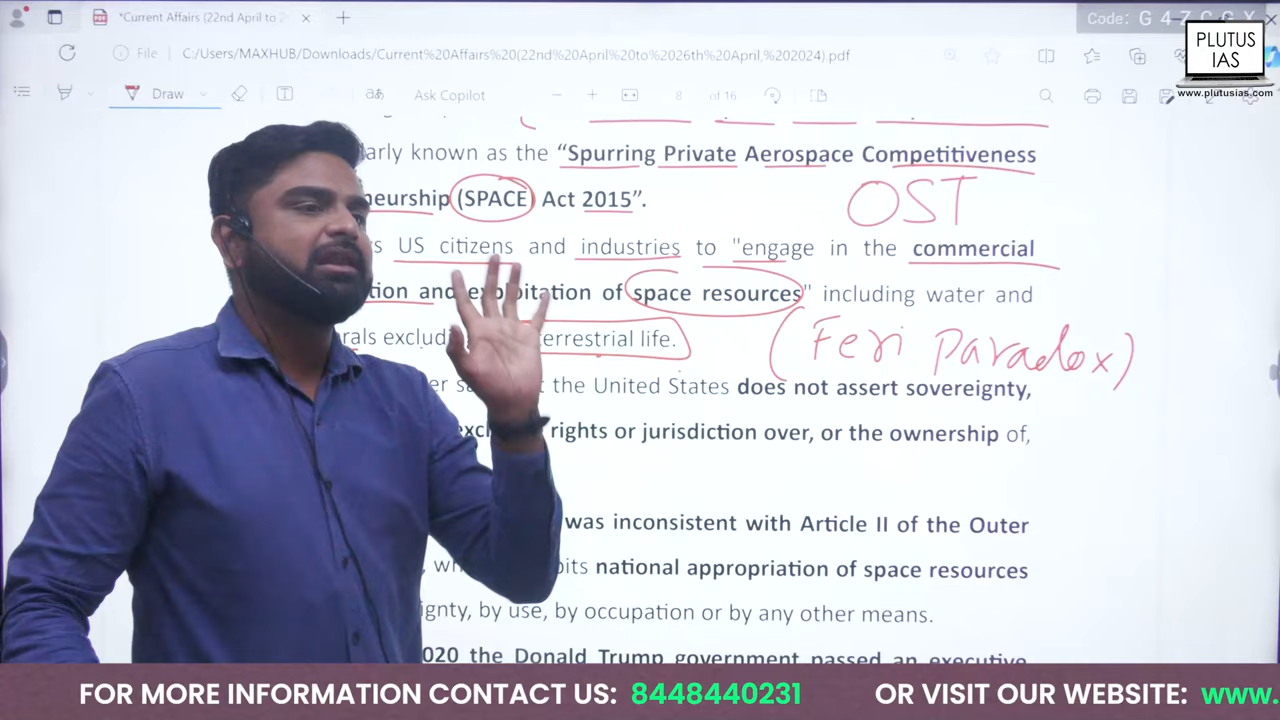 *Current Affairs (22nd April to 2
Code: G 4 Z C G X
PLUTUS
IAS
www.plutusias.com
File C:/Users/MAXHUB/Downloads/Current%20Affairs%20(22nd%20April%20to%2026th%20April,%202024).pdf
Draw
Ask Copilot
8 of 16
larly known as the “Spurring Private Aerospace Competitiveness
neurship (SPACE Act 2015”.
OST
US citizens and industries to "engage in the commercial
tion and exploitation of space resources" including water and
rals exclud terrestrial life.
(Feri Paradox)
the United States does not assert sovereignty,
rights or jurisdiction over, or the ownership of,
was inconsistent with Article II of the Outer
national appropriation of space resources
ignty, by use, by occupation or by any other means.
020 the Donald Trump government passed an executive
FOR MORE INFORMATION CONTACT US: 8448440231 OR VISIT OUR WEBSITE: www.